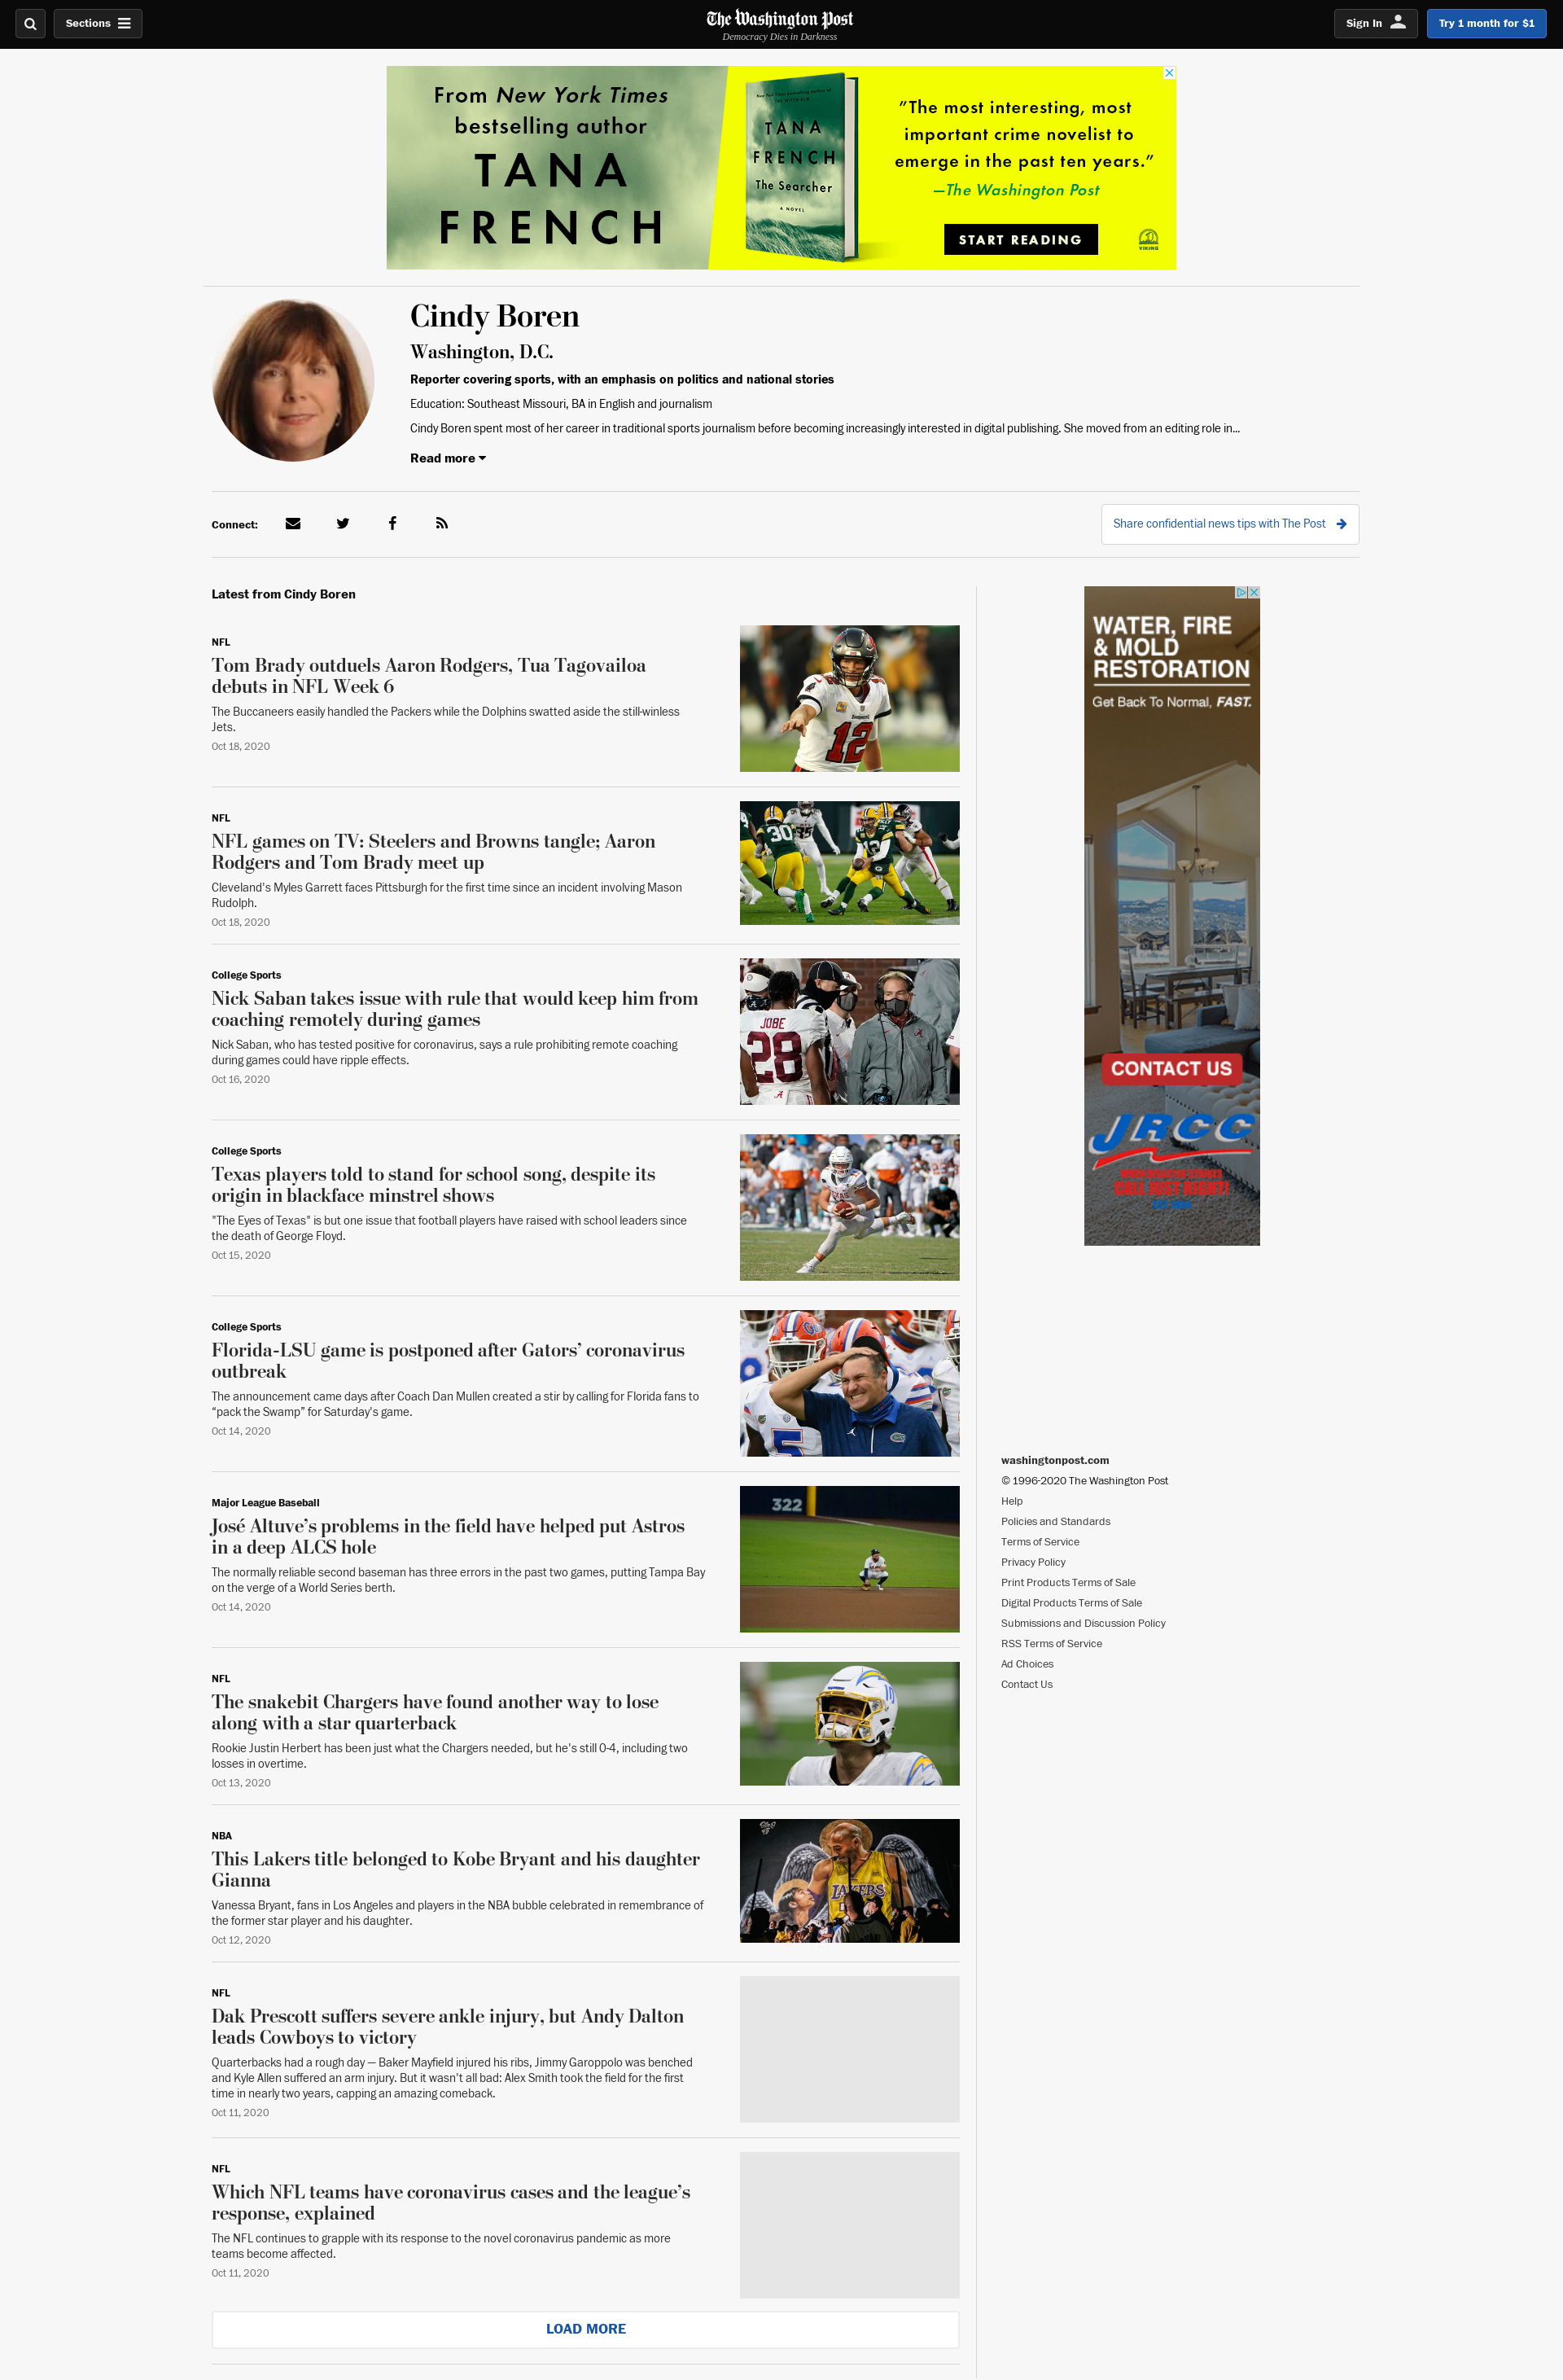 Sections
The Washington Post
Democracy Dies in Darkness
Sign In
Try 1 month for $1
From New York Times
bestselling author
TANA
FRENCH
TANA
FRENCH
The Searcher
A NOVEL
"The most interesting, most
important crime novelist to
emerge in the past ten years."
—The Washington Post
START READING
VIKING
Cindy Boren
Washington, D.C.
Reporter covering sports, with an emphasis on politics and national stories
Education: Southeast Missouri, BA in English and journalism
Cindy Boren spent most of her career in traditional sports journalism before becoming increasingly interested in digital publishing. She moved from an editing role in...
Read more
Connect:
Share confidential news tips with The Post
Latest from Cindy Boren
NFL
Tom Brady outduels Aaron Rodgers, Tua Tagovailoa
debuts in NFL Week 6
The Buccaneers easily handled the Packers while the Dolphins swatted aside the still-winless
Jets.
Oct 18, 2020
12
NFL
NFL games on TV: Steelers and Browns tangle; Aaron
Rodgers and Tom Brady meet up
Cleveland's Myles Garrett faces Pittsburgh for the first time since an incident involving Mason
Rudolph.
Oct 18, 2020
30
12
College Sports
Nick Saban takes issue with rule that would keep him from
coaching remotely during games
Nick Saban, who has tested positive for coronavirus, says a rule prohibiting remote coaching
during games could have ripple effects.
Oct 16, 2020
JOBE
28
College Sports
Texas players told to stand for school song, despite its
origin in blackface minstrel shows
"The Eyes of Texas" is but one issue that football players have raised with school leaders since
the death of George Floyd.
Oct 15, 2020
College Sports
Florida-LSU game is postponed after Gators’ coronavirus
outbreak
The announcement came days after Coach Dan Mullen created a stir by calling for Florida fans to
“pack the Swamp” for Saturday's game.
Oct 14, 2020
5
Major League Baseball
José Altuve’s problems in the field have helped put Astros
in a deep ALCS hole
The normally reliable second baseman has three errors in the past two games, putting Tampa Bay
on the verge of a World Series berth.
Oct 14, 2020
322
NFL
The snakebit Chargers have found another way to lose
along with a star quarterback
Rookie Justin Herbert has been just what the Chargers needed, but he's still 0-4, including two
losses in overtime.
Oct 13, 2020
NBA
This Lakers title belonged to Kobe Bryant and his daughter
Gianna
Vanessa Bryant, fans in Los Angeles and players in the NBA bubble celebrated in remembrance of
the former star player and his daughter.
Oct 12, 2020
LAKERS
NFL
Dak Prescott suffers severe ankle injury, but Andy Dalton
leads Cowboys to victory
Quarterbacks had a rough day — Baker Mayfield injured his ribs, Jimmy Garoppolo was benched
and Kyle Allen suffered an arm injury. But it wasn't all bad: Alex Smith took the field for the first
time in nearly two years, capping an amazing comeback.
Oct 11, 2020
NFL
Which NFL teams have coronavirus cases and the league’s
response, explained
The NFL continues to grapple with its response to the novel coronavirus pandemic as more
teams become affected.
Oct 11, 2020
LOAD MORE
WATER, FIRE
& MOLD
RESTORATION
Get Back To Normal, FAST.
CONTACT US
JRCC
CALL JUST RIGHT!
washingtonpost.com
© 1996-2020 The Washington Post
Help
Policies and Standards
Terms of Service
Privacy Policy
Print Products Terms of Sale
Digital Products Terms of Sale
Submissions and Discussion Policy
RSS Terms of Service
Ad Choices
Contact Us